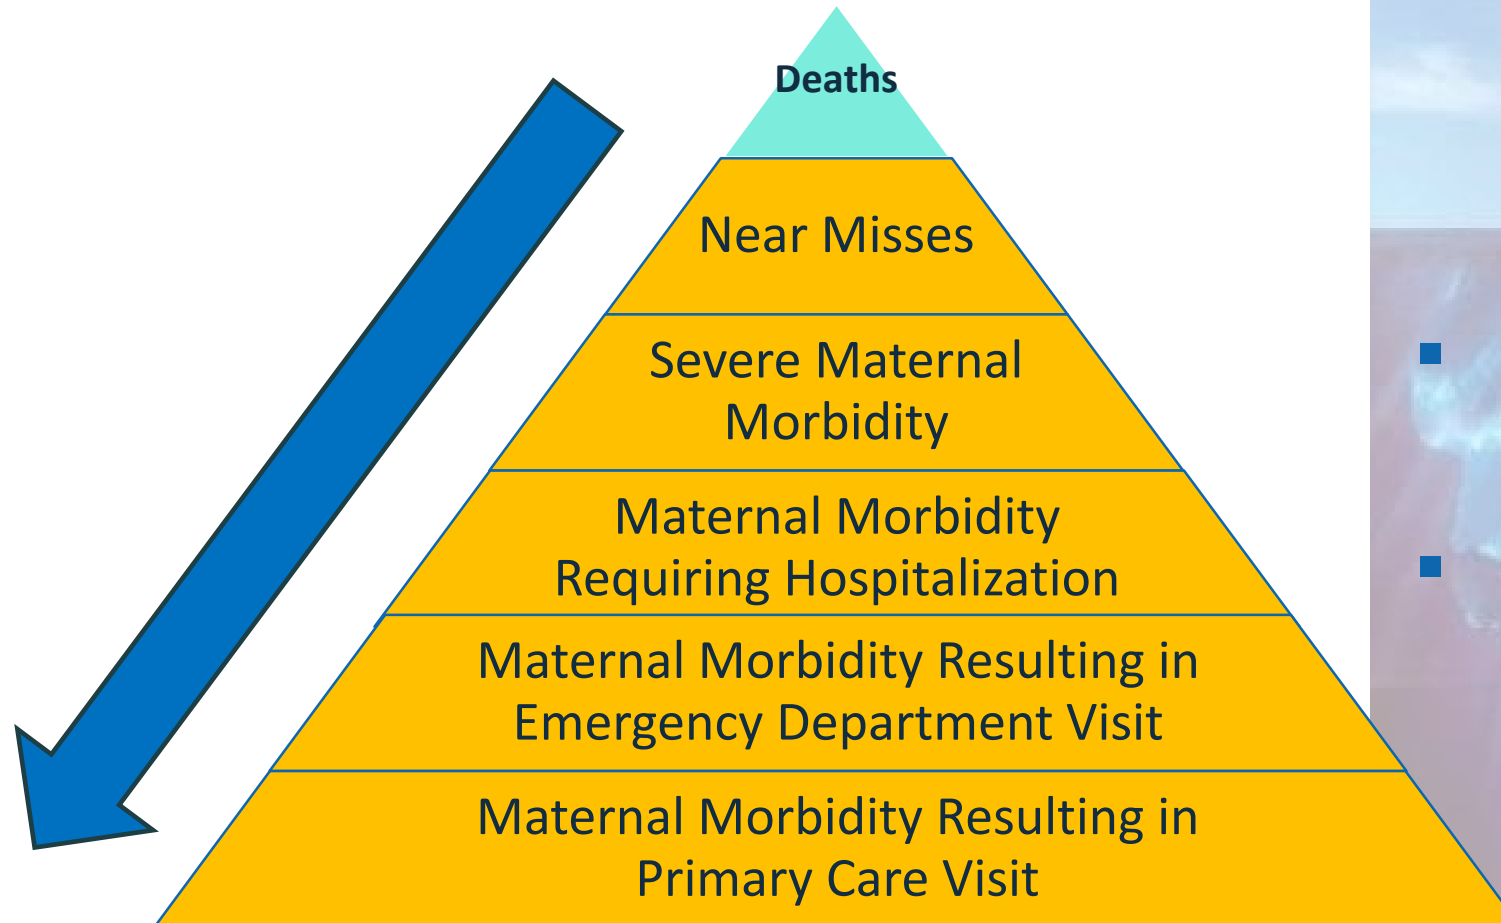 Deaths
Near Misses
Severe Maternal
Morbidity
Maternal Morbidity
Requiring Hospitalization
Maternal Morbidity Resulting in
Emergency Department Visit
Maternal Morbidity Resulting in
Primary Care Visit